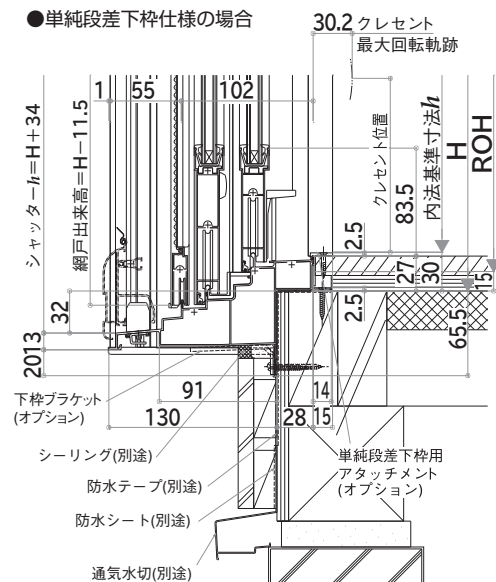 ●単純段差下枠仕様の場合
30.2 クレセント
最大回転軌跡
1 55 102
シャッターh=H+34
網戸出来高=H−11.5
クレセント位置
83.5
内法基準寸法h
H
ROH
2.5
27
30
15
2.5
65.5
32
13
20
91
14
130
28
15
下枠ブラケット
(オプション)
シーリング(別途)
防水テープ(別途)
防水シート(別途)
通気水切(別途)
単純段差下枠用
アタッチメント
(オプション)